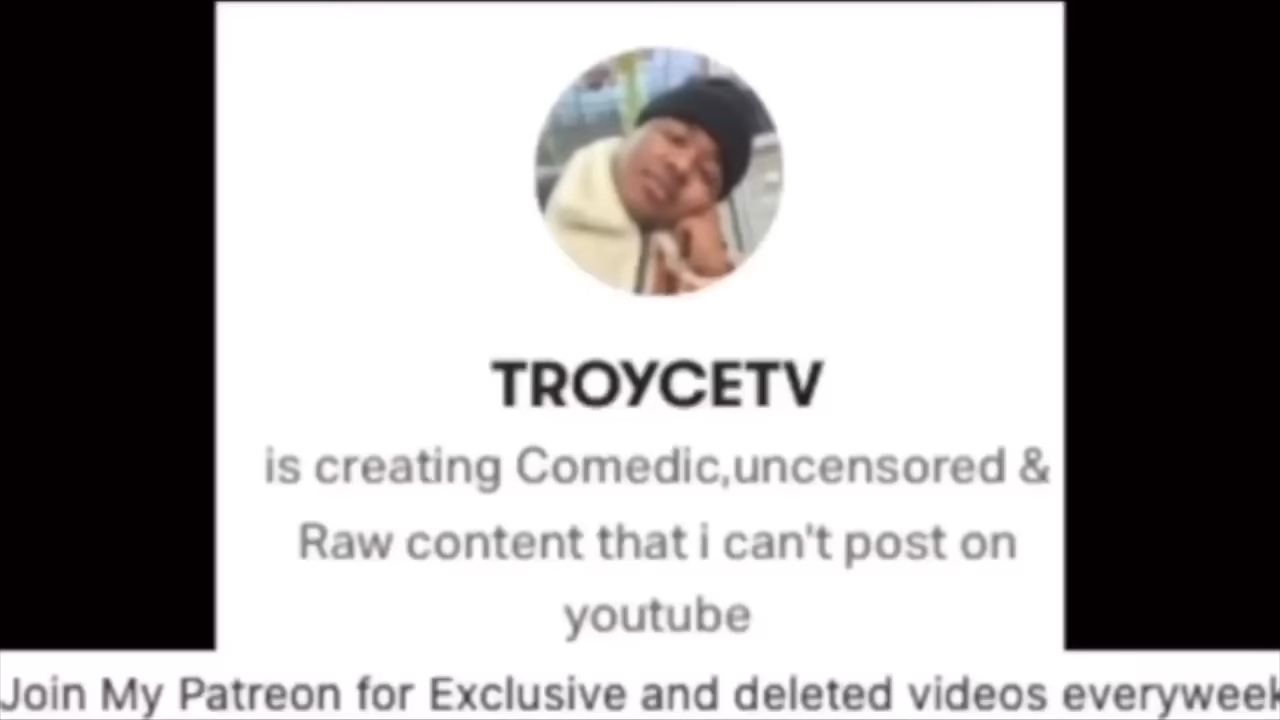 TROYCETV
is creating Comedic,uncensored &
Raw content that i can't post on
youtube
Join My Patreon for Exclusive and deleted videos everyweek